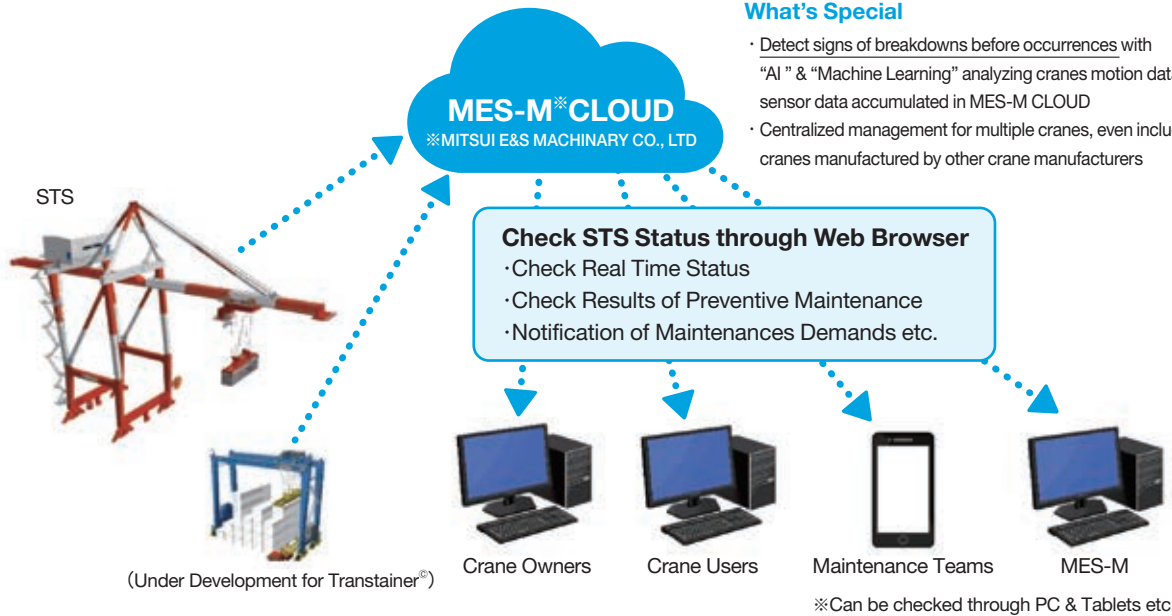 What's Special
· Detect signs of breakdowns before occurrences with
"AI " & "Machine Learning" analyzing cranes motion dat
sensor data accumulated in MES-M CLOUD
· Centralized management for multiple cranes, even inclu
cranes manufactured by other crane manufacturers
MES-M※CLOUD
※MITSUI E&S MACHINARY CO., LTD
STS
Check STS Status through Web Browser
·Check Real Time Status
·Check Results of Preventive Maintenance
·Notification of Maintenances Demands etc.
(Under Development for Transtainer©)
Crane Owners
Crane Users
Maintenance Teams
MES-M
※Can be checked through PC & Tablets etc